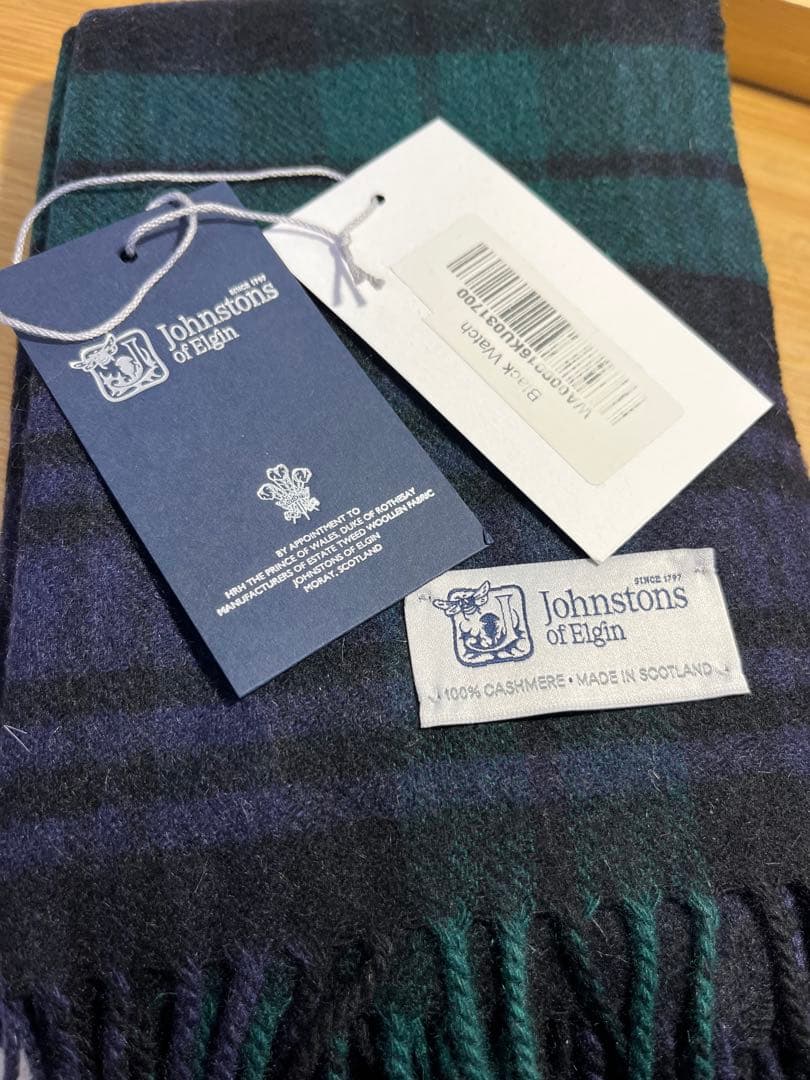 SINCE 1797
Johnstons
of Elgin
BY APPOINTMENT TO
HRH THE PRINCE OF WALES, DUKE OF ROTHESAY
MANUFACTURERS OF ESTATE TWEED WOOLLEN FABRIC
JOHNSTONS OF ELGIN
MORAY, SCOTLAND
Black Watch
WA000016KU031700
SINCE 1797
Johnstons
of Elgin
100% CASHMERE • MADE IN SCOTLAND